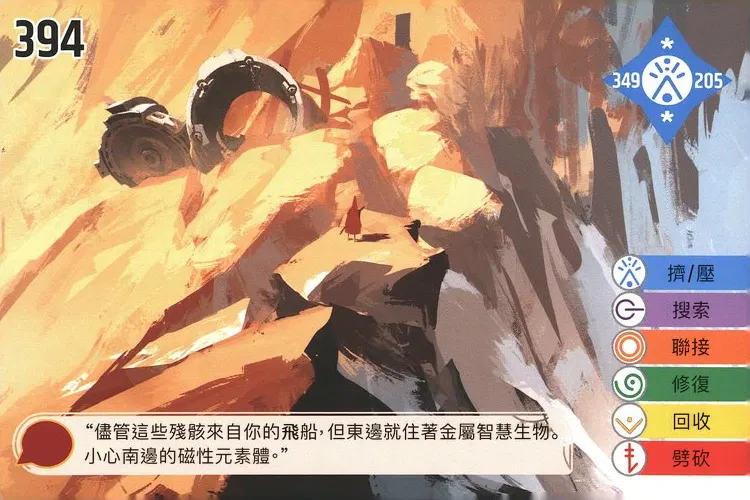 394
*
349 205
*
擠/壓
搜索
聯接
修復
回收
劈砍
“儘管這些殘骸來自你的飛船，但東邊就住著金屬智慧生物。
小心南邊的磁性元素體。”